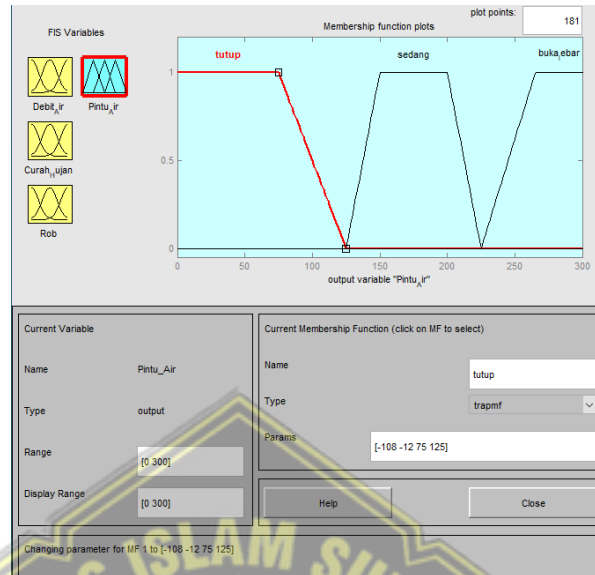 FIS Variables
Debit_Air
Pintu_Air
Curah_Hujan
Rob
Membership function plots
plot points:
181
tutup
sedang
buka_lebar
1
0.5
0
0 50 100 150 200 250 300
output variable "Pintu_Air"
Current Variable
Name Pintu_Air
Type output
Range [0 300]
Display Range [0 300]
Current Membership Function (click on MF to select)
Name tutup
Type trapmf
Params [-108 -12 75 125]
Help Close
Changing parameter for MF 1 to [-108 -12 75 125]
ISLAM SU